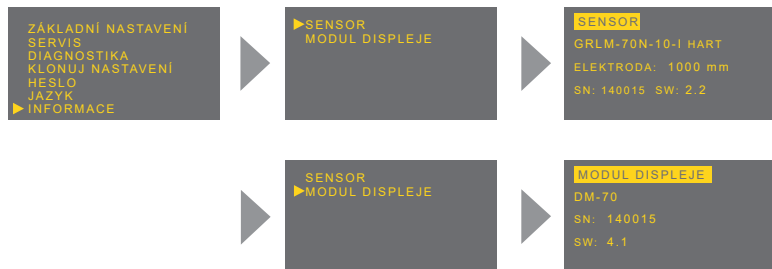 ZÁKLADNÍ NASTAVENÍ
SERVIS
DIAGNOSTIKA
KLONUJ NASTAVENÍ
HESLO
JAZYK
INFORMACE
SENSOR
MODUL DISPLEJE
SENSOR
GRLM-70N-10-I HART
ELEKTRODA: 1000 mm
SN: 140015 SW: 2.2
SENSOR
MODUL DISPLEJE
MODUL DISPLEJE
DM-70
SN: 140015
SW: 4.1